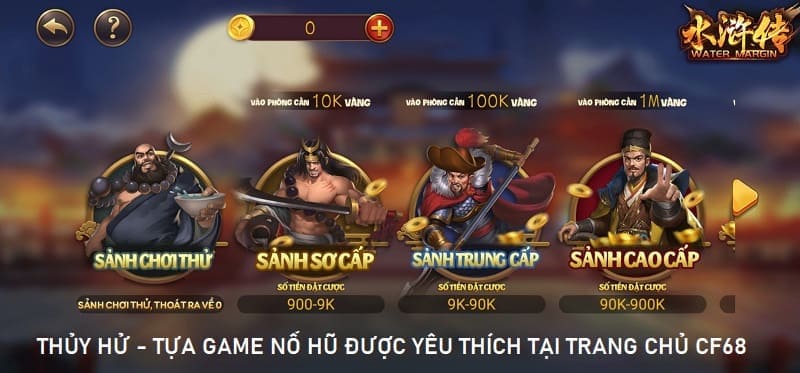 ?
0
+
水浒传
WATER MARGIN
VÀO PHÒNG CẦN 10K VÀNG
VÀO PHÒNG CẦN 100K VÀNG
VÀO PHÒNG CẦN 1M VÀNG
SẢNH CHƠI THỬ
SẢNH SƠ CẤP
SẢNH TRUNG CẤP
SẢNH CAO CẤP
SỐ TIỀN ĐẶT CƯỢC
SỐ TIỀN ĐẶT CƯỢC
SỐ TIỀN ĐẶT CƯỢC
SẢNH CHƠI THỬ, THOÁT RA VỀ 0
900-9K
9K-90K
90K-900K
THỦY HỬ - TỰA GAME NỔ HŨ ĐƯỢC YÊU THÍCH TẠI TRANG CHỦ CF68